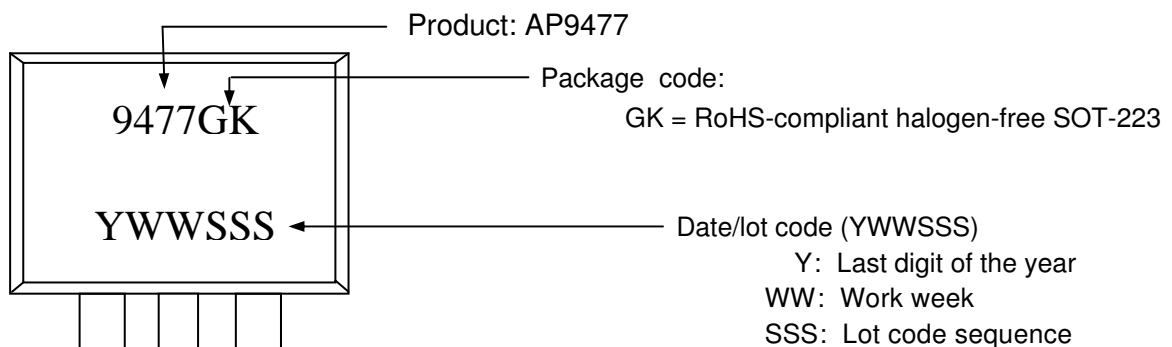 Product: AP9477
Package code:
9477GK
GK = RoHS-compliant halogen-free SOT-223
YWWSSS
Date/lot code (YWWSSS)
Y: Last digit of the year
WW: Work week
SSS: Lot code sequence